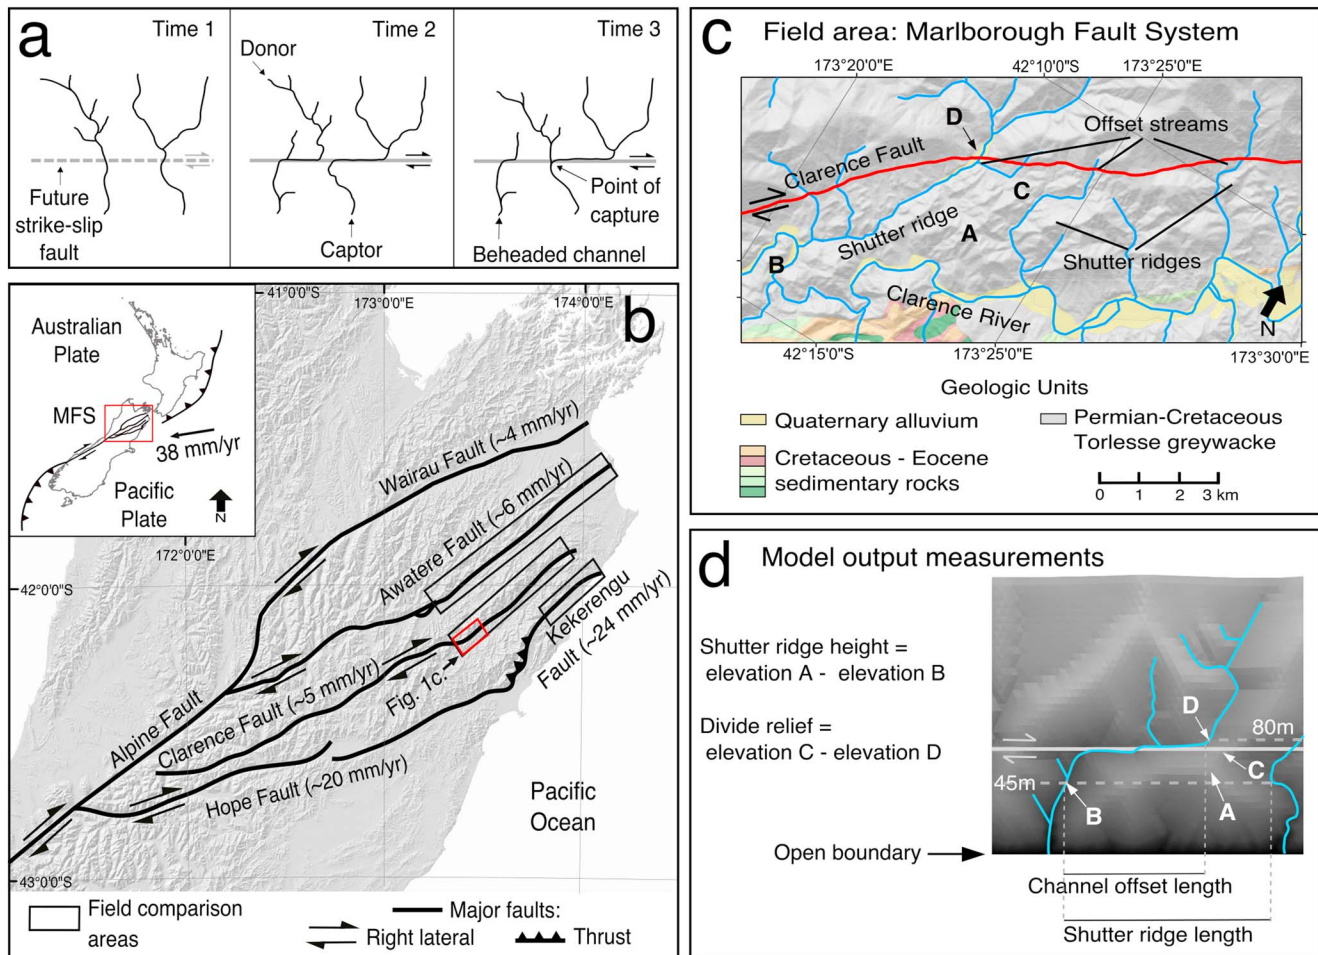 a
Time 1
Time 2
Time 3
Donor
Future
strike-slip
fault
Captor
Point of
capture
Beheaded channel
b
41°0'0"S
173°0'0"E
174°0'0"E
Australian
Plate
MFS
38 mm/yr
Pacific
Plate
N
172°0'0"E
42°0'0"S
43°0'0"S
Wairau Fault (~4 mm/yr)
Awatere Fault (~6 mm/yr)
Kekerengu
Fault (~24 mm/yr)
Fig. 1c.
Clarence Fault (~5 mm/yr)
Alpine Fault
Hope Fault (~20 mm/yr)
Pacific
Ocean
Field comparison
areas
Major faults:
Right lateral
Thrust
c
Field area: Marlborough Fault System
173°20'0"E
42°10'0"S
173°25'0"E
D
Offset streams
Clarence Fault
C
Shutter ridge
A
B
Shutter ridges
Clarence River
N
42°15'0"S
173°25'0"E
173°30'0"E
Geologic Units
Quaternary alluvium
Cretaceous - Eocene
sedimentary rocks
Permian-Cretaceous
Torlesse greywacke
0 1 2 3 km
d
Model output measurements
Shutter ridge height =
elevation A - elevation B
Divide relief =
elevation C - elevation D
D
80m
C
45m
B
A
Open boundary
Channel offset length
Shutter ridge length